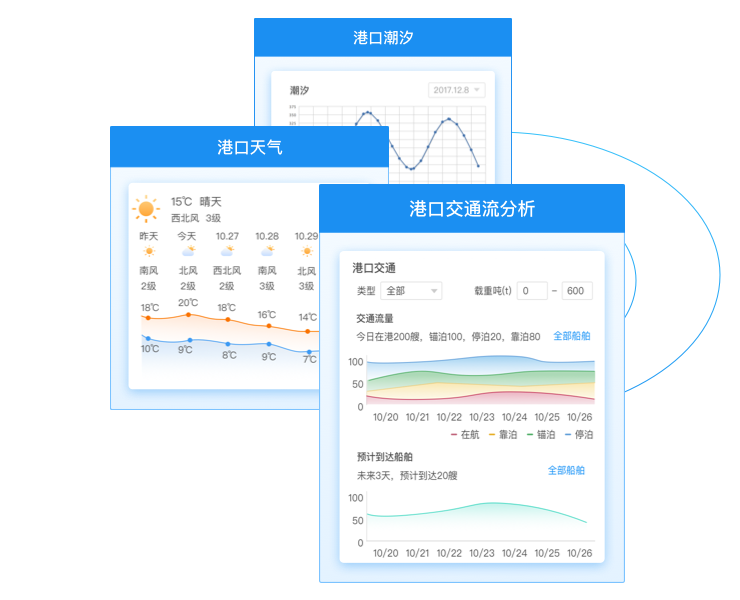 港口潮汐
潮汐
2017.12.8
港口天气
15℃ 晴天
西北风 3级
昨天 今天 10.27 10.28 10.29
南风 北风 西北风 南风 北风
2级 2级 2级 3级 3级
18℃ 20℃ 18℃ 16℃ 14℃
10℃ 9℃ 8℃ 9℃ 7℃
港口交通流分析
港口交通
类型 全部 载重吨(t) 0 - 600
交通流量
今日在港200艘，锚泊100，停泊20，靠泊80 全部船舶
100
50
0
10/20 10/21 10/22 10/23 10/24 10/25 10/26
在航 靠泊 锚泊 停泊
预计到达船舶
未来3天，预计到达20艘 全部船舶
100
50
0
10/20 10/21 10/22 10/23 10/24 10/25 10/26